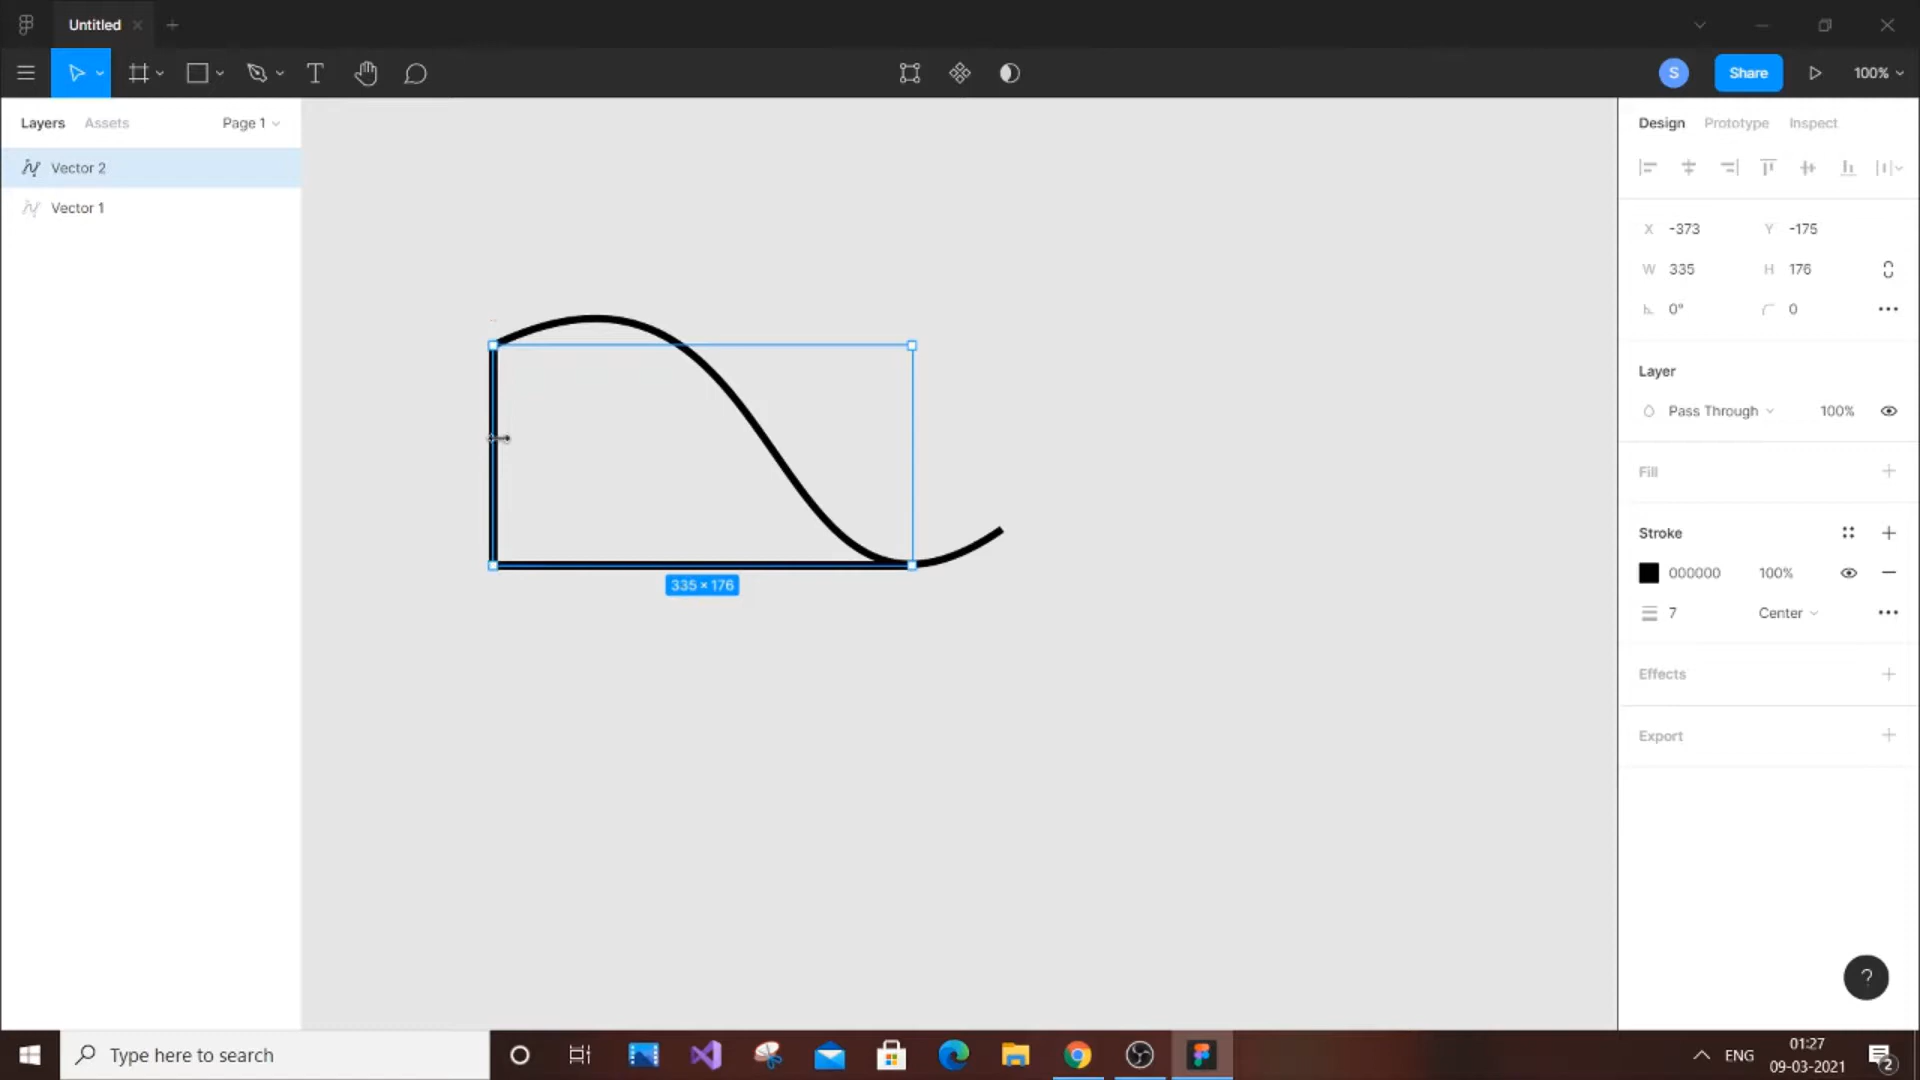 Untitled
S
Share
100%
Layers
Assets
Page 1
Vector 2
Vector 1
335 × 176
Design
Prototype
Inspect
X
-373
Y
-175
W
335
H
176
0°
0
Layer
Pass Through
100%
Fill
Stroke
000000
100%
7
Center
Effects
Export
?
Type here to search
ENG
01:27
09-03-2021
2